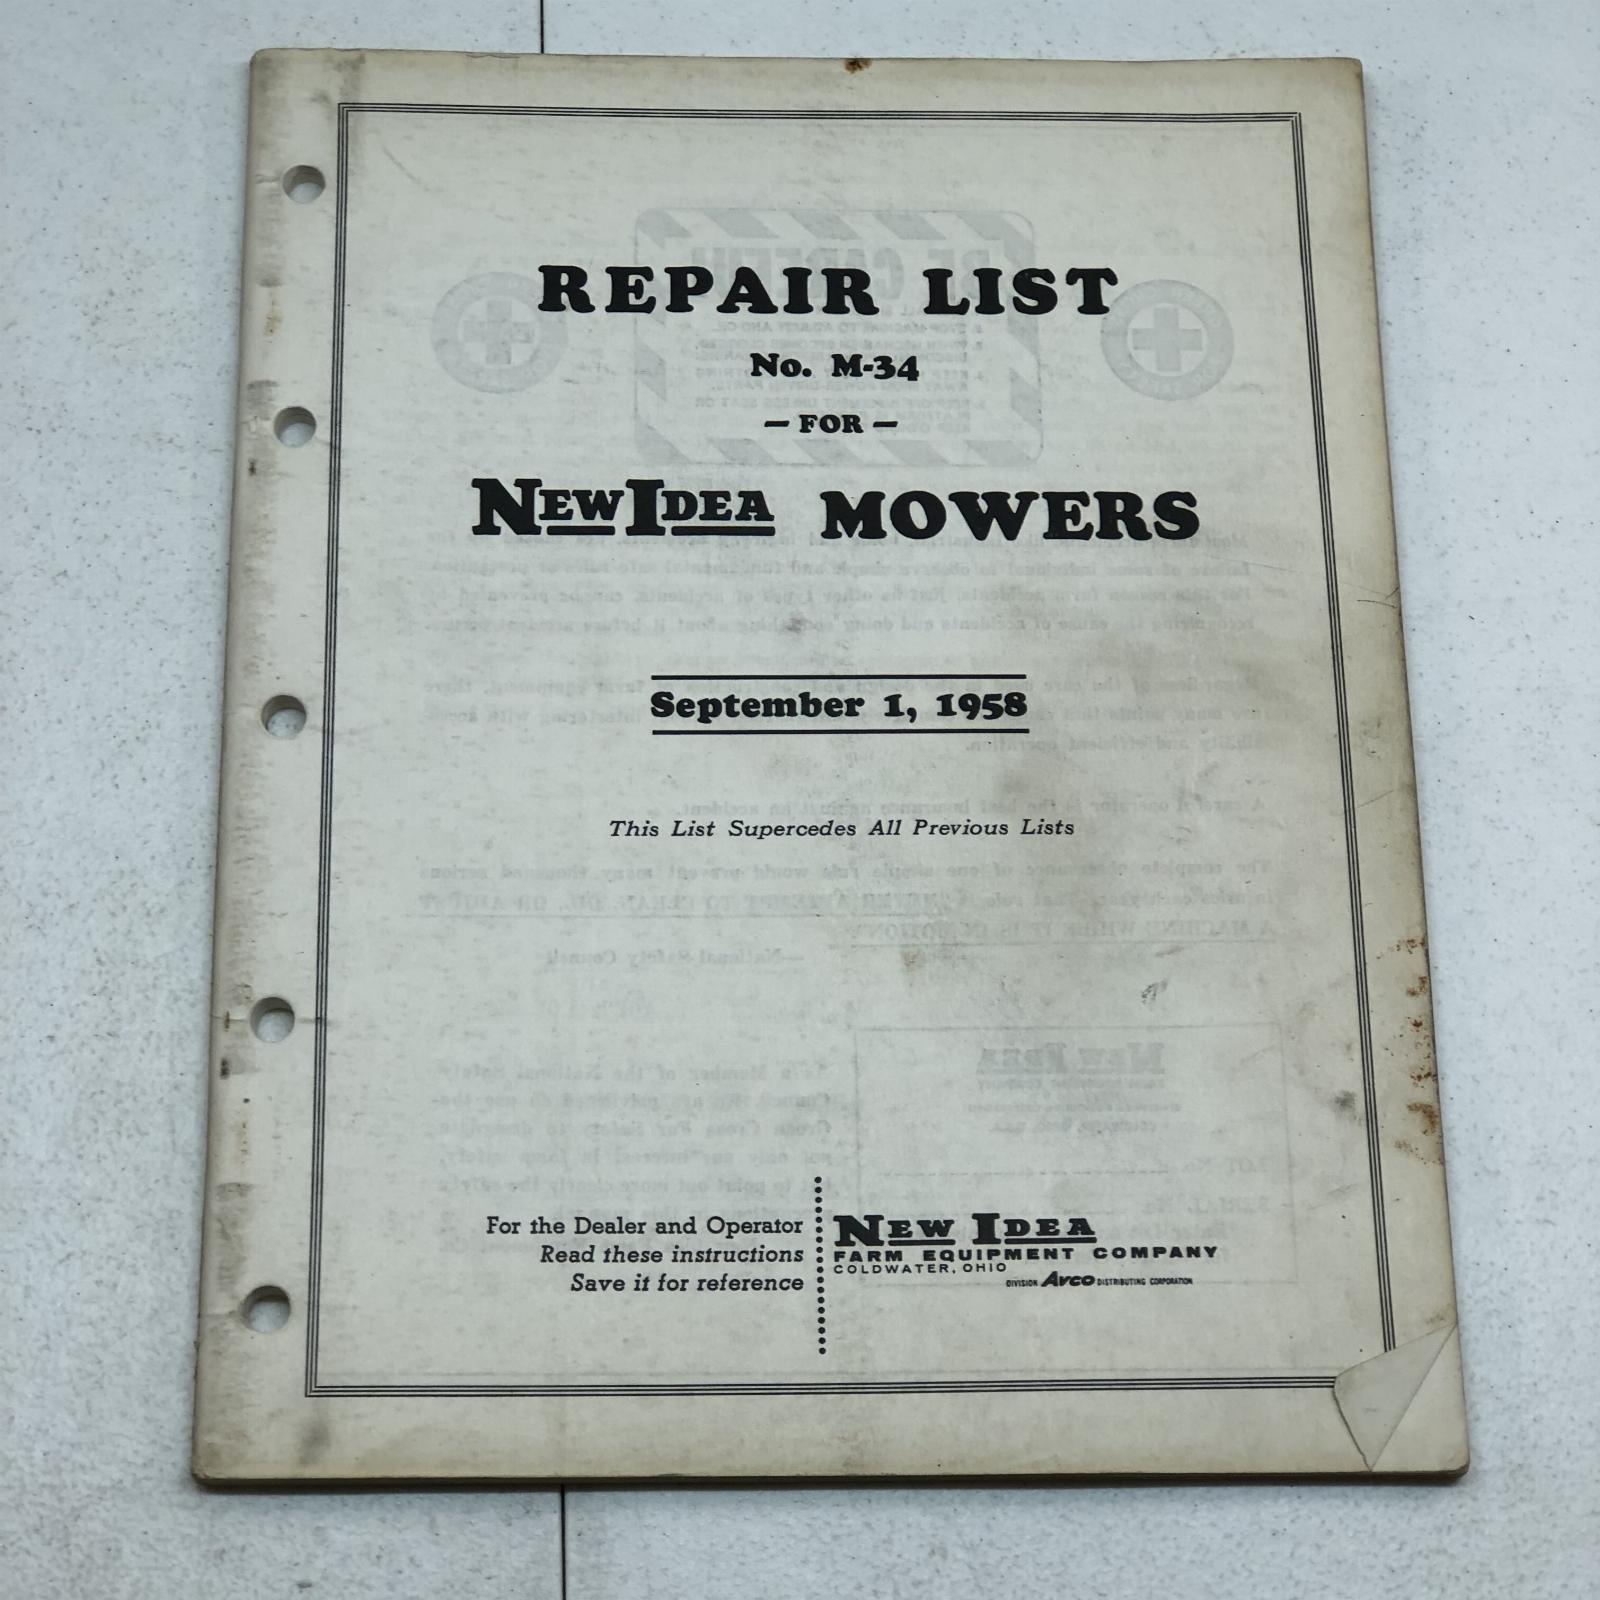 REPAIR LIST
No. M-34
— FOR —
NEW IDEA MOWERS
September 1, 1958
This List Supercedes All Previous Lists
For the Dealer and Operator
Read these instructions
Save it for reference
NEW IDEA
FARM EQUIPMENT COMPANY
COLDWATER, OHIO
DIVISION Avco DISTRIBUTING CORPORATION